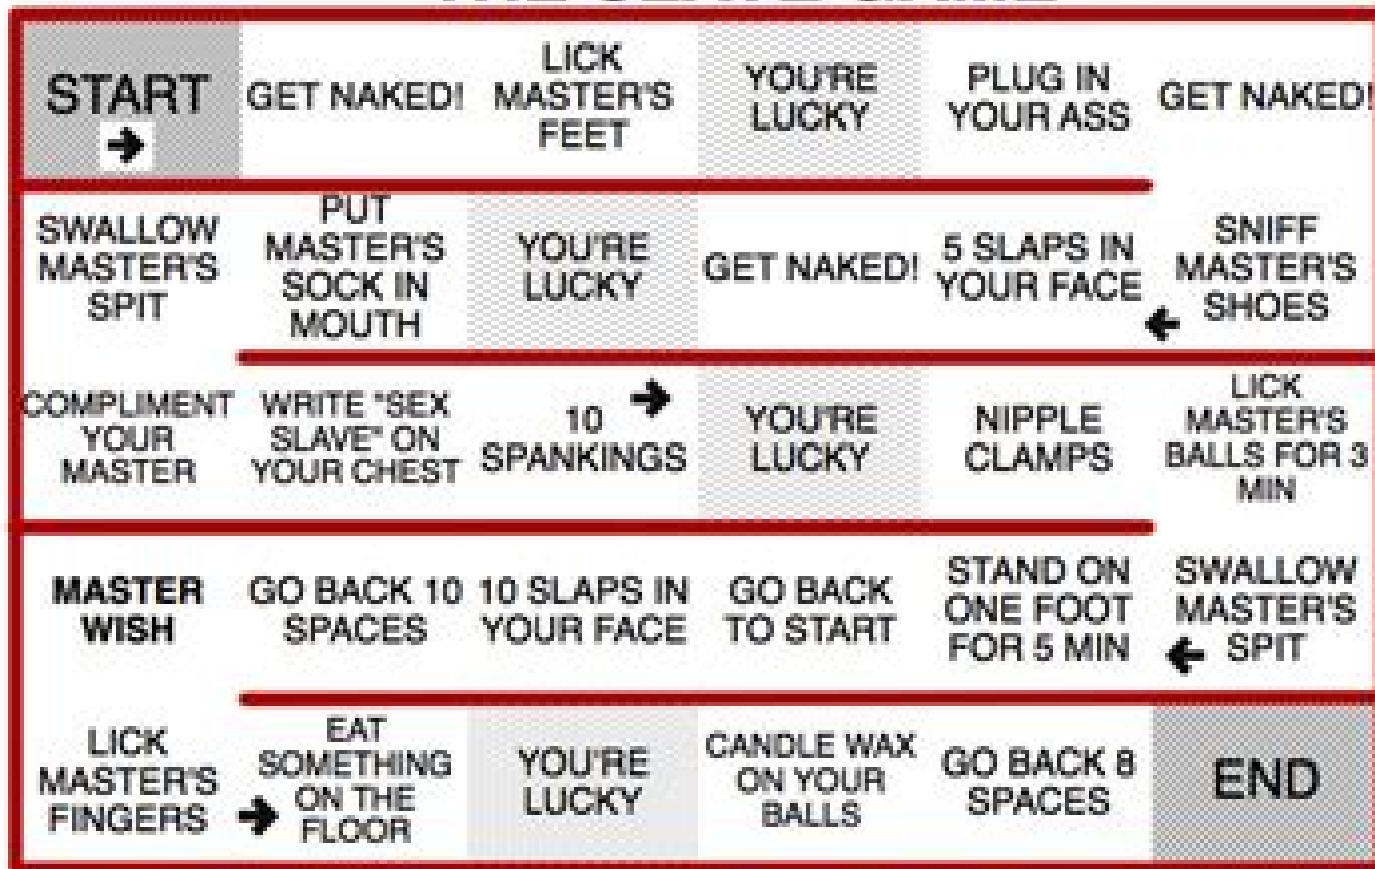 START
GET NAKED!
LICK
MASTER'S
FEET
YOU'RE
LUCKY
PLUG IN
YOUR ASS
GET NAKED!
SWALLOW
MASTER'S
SPIT
PUT
MASTER'S
SOCK IN
MOUTH
YOU'RE
LUCKY
GET NAKED!
5 SLAPS IN
YOUR FACE
SNIFF
MASTER'S
SHOES
COMPLIMENT
YOUR
MASTER
WRITE "SEX
SLAVE" ON
YOUR CHEST
10
SPANKINGS
YOU'RE
LUCKY
NIPPLE
CLAMPS
LICK
MASTER'S
BALLS FOR 3
MIN
MASTER
WISH
GO BACK 10
SPACES
10 SLAPS IN
YOUR FACE
GO BACK
TO START
STAND ON
ONE FOOT
FOR 5 MIN
SWALLOW
MASTER'S
SPIT
LICK
MASTER'S
FINGERS
EAT
SOMETHING
ON THE
FLOOR
YOU'RE
LUCKY
CANDLE WAX
ON YOUR
BALLS
GO BACK 8
SPACES
END